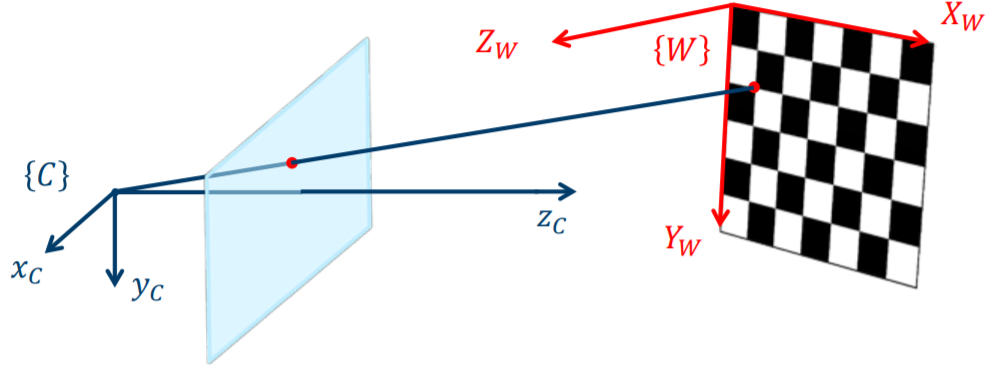 X_W
Z_W
{W}
{C}
z_C
Y_W
x_C
y_C